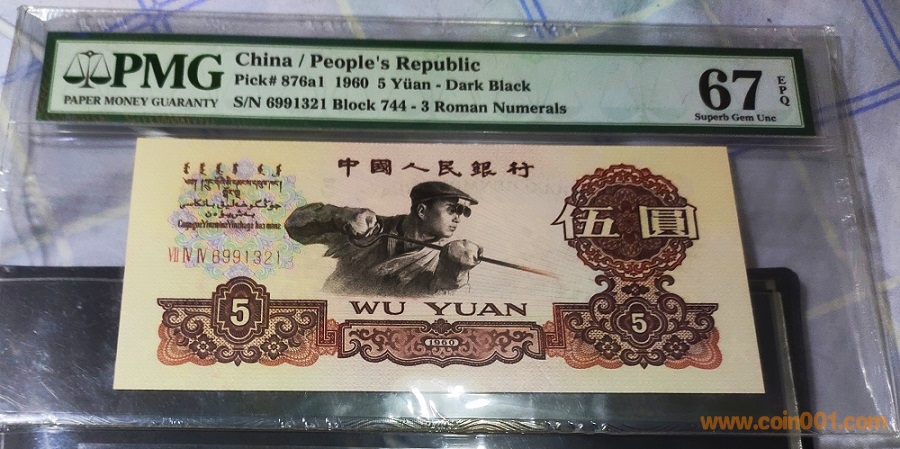 PMG
PAPER MONEY GUARANTY
China / People's Republic
Pick# 876a1 1960 5 Yüan - Dark Black
S/N 6991321 Block 744 - 3 Roman Numerals
67
EPQ
Superb Gem Unc
中國人民銀行
伍圓
VII IV IV 8991321
5
WU YUAN
1960
5
www.coin001.com